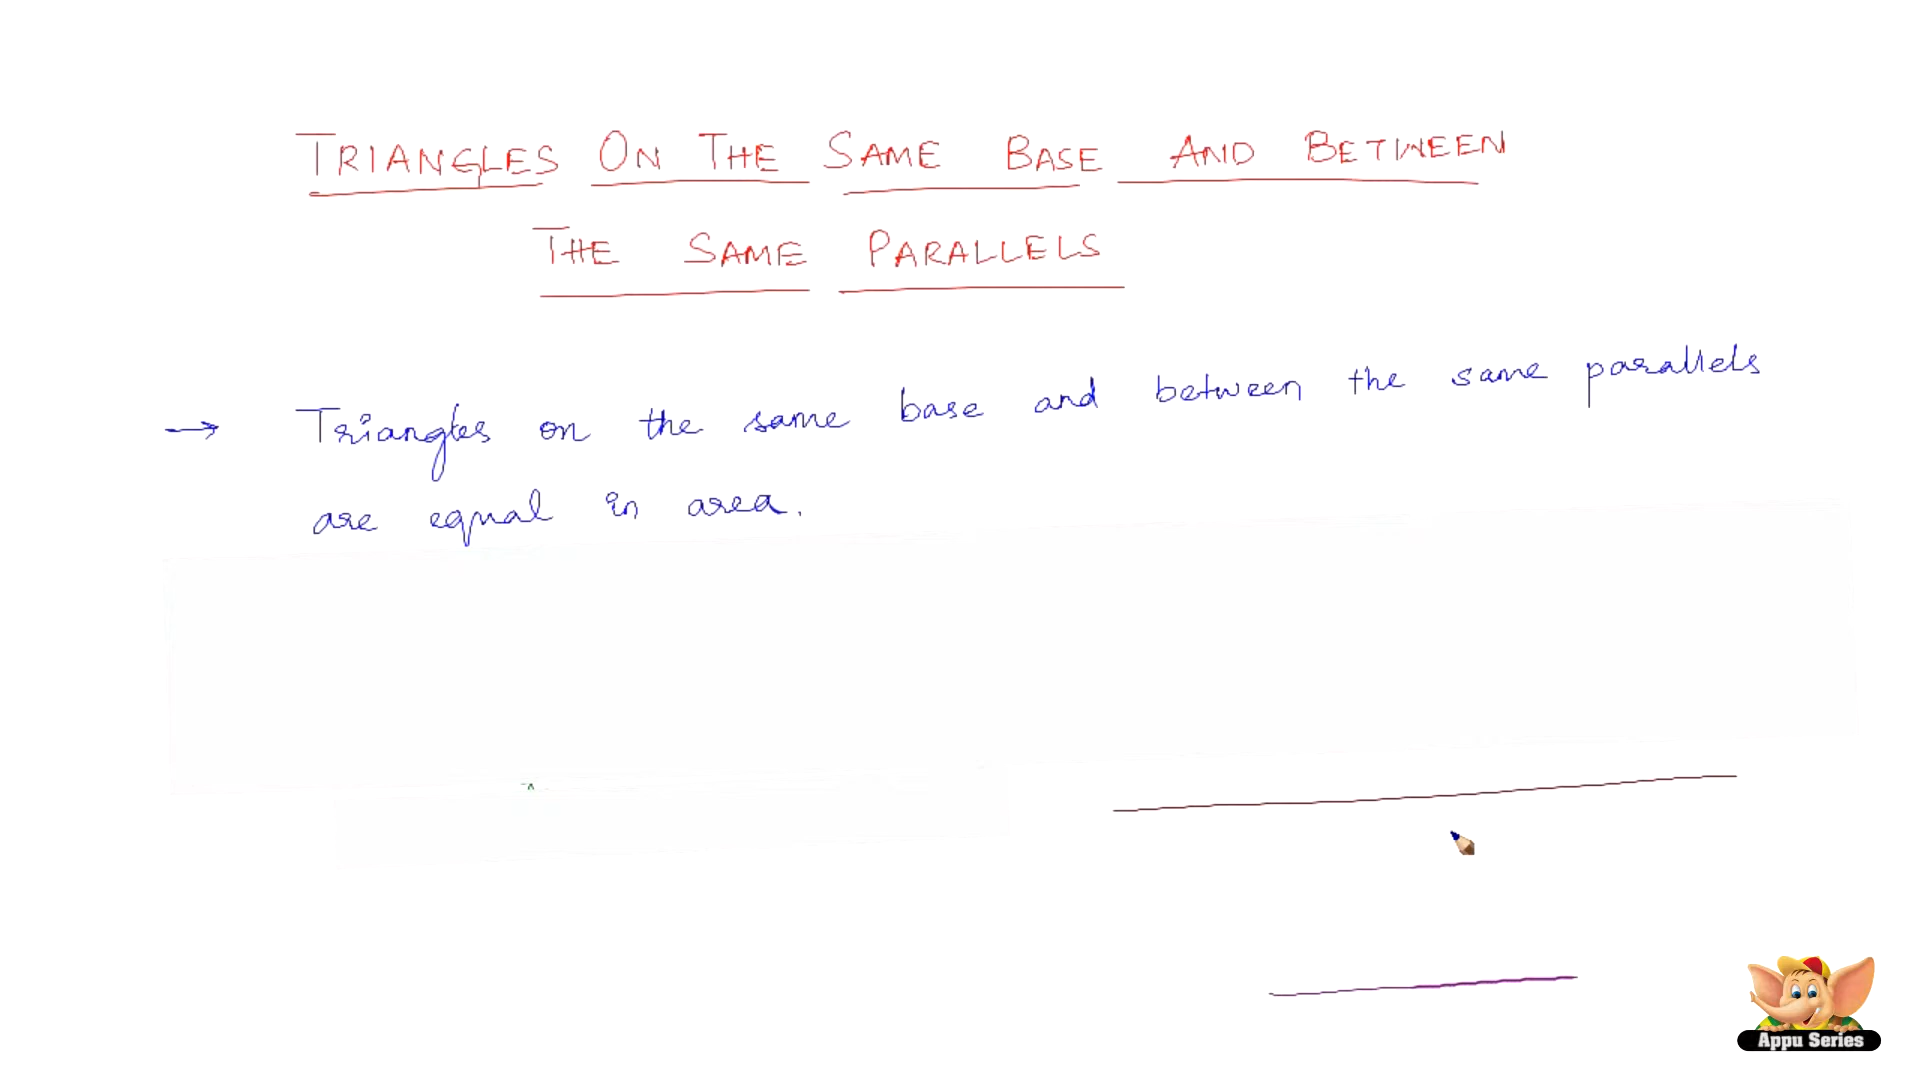 TRIANGLES ON THE SAME BASE AND BETWEEN
THE SAME PARALLELS
→ Triangles on the same base and between the same parallels
are equal in area.
Appu Series